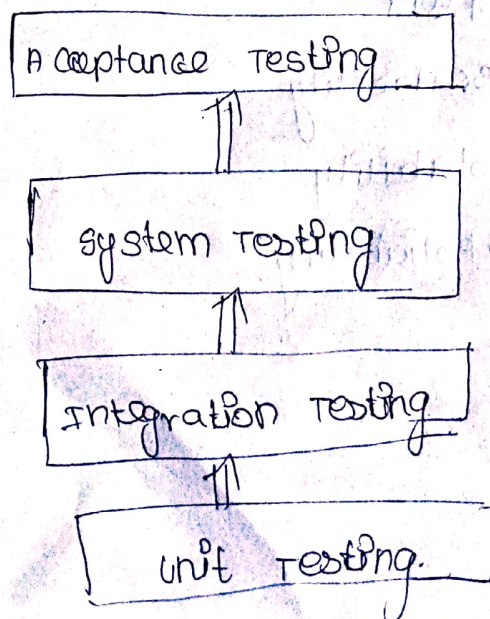 Acceptance Testing
System Testing
Integration Testing
Unit Testing.